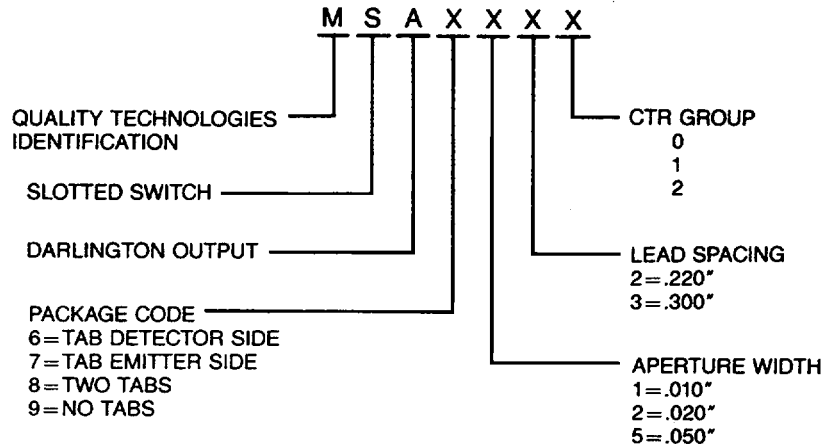 M S A X X X X
QUALITY TECHNOLOGIES
IDENTIFICATION
SLOTTED SWITCH
DARLINGTON OUTPUT
PACKAGE CODE
6=TAB DETECTOR SIDE
7=TAB EMITTER SIDE
8=TWO TABS
9=NO TABS
CTR GROUP
0
1
2
LEAD SPACING
2=.220"
3=.300"
APERTURE WIDTH
1=.010"
2=.020"
5=.050"